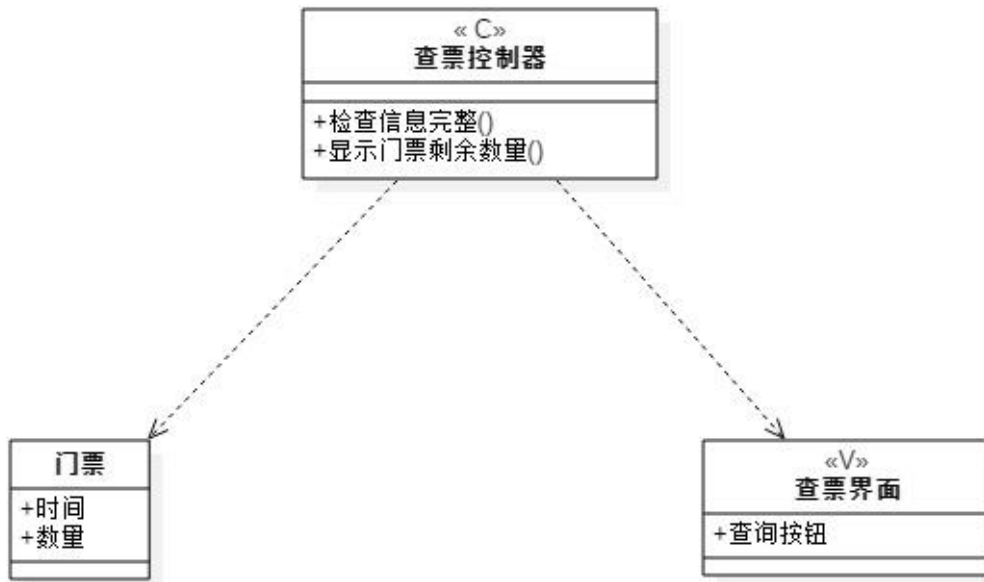 « C»
查票控制器
+检查信息完整()
+显示门票剩余数量()
门票
+时间
+数量
«V»
查票界面
+查询按钮